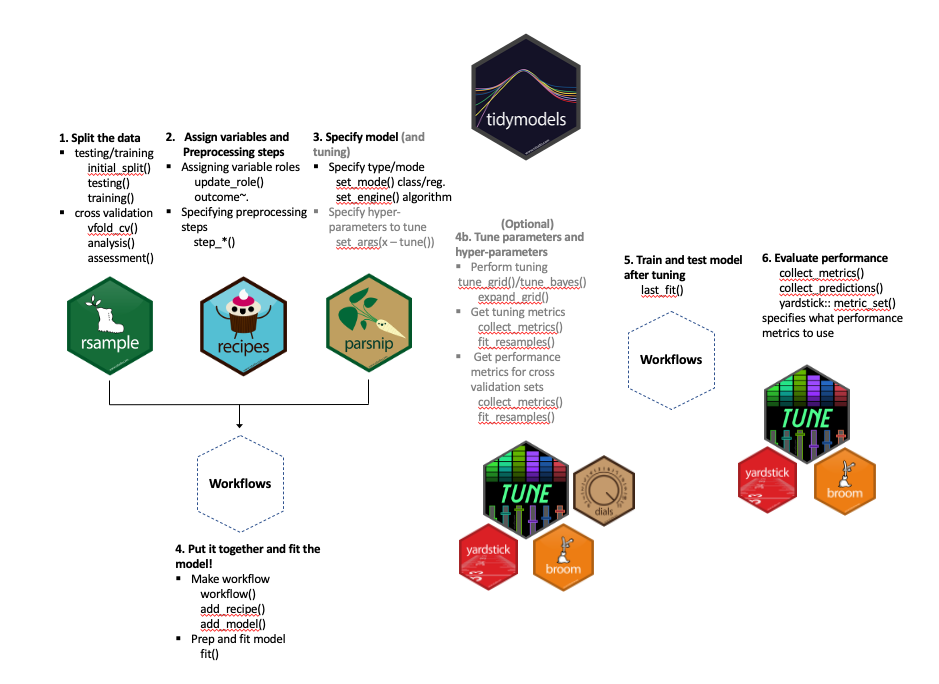 tidymodels
1. Split the data
▪ testing/training
initial_split()
testing()
training()
▪ cross validation
vfold_cv()
analysis()
assessment()
rsample
2. Assign variables and
Preprocessing steps
▪ Assigning variable roles
update_role()
outcome~.
▪ Specifying preprocessing
steps
step_*()
recipes
3. Specify model (and
tuning)
▪ Specify type/mode
set_mode() class/reg.
set_engine() algorithm
▪ Specify hyper-
parameters to tune
set_args(x – tune())
parsnip
Workflows
4. Put it together and fit the
model!
▪ Make workflow
workflow()
add_recipe()
add_model()
▪ Prep and fit model
fit()
(Optional)
4b. Tune parameters and
hyper-parameters
▪ Perform tuning
tune_grid()/tune_bayes()
expand_grid()
▪ Get tuning metrics
collect_metrics()
fit_resamples()
▪ Get performance
metrics for cross
validation sets
collect_metrics()
fit_resamples()
TUNE
dials
yardstick
broom
5. Train and test model
after tuning
last_fit()
Workflows
6. Evaluate performance
collect_metrics()
collect_predictions()
yardstick:: metric_set()
specifies what performance
metrics to use
TUNE
yardstick
broom